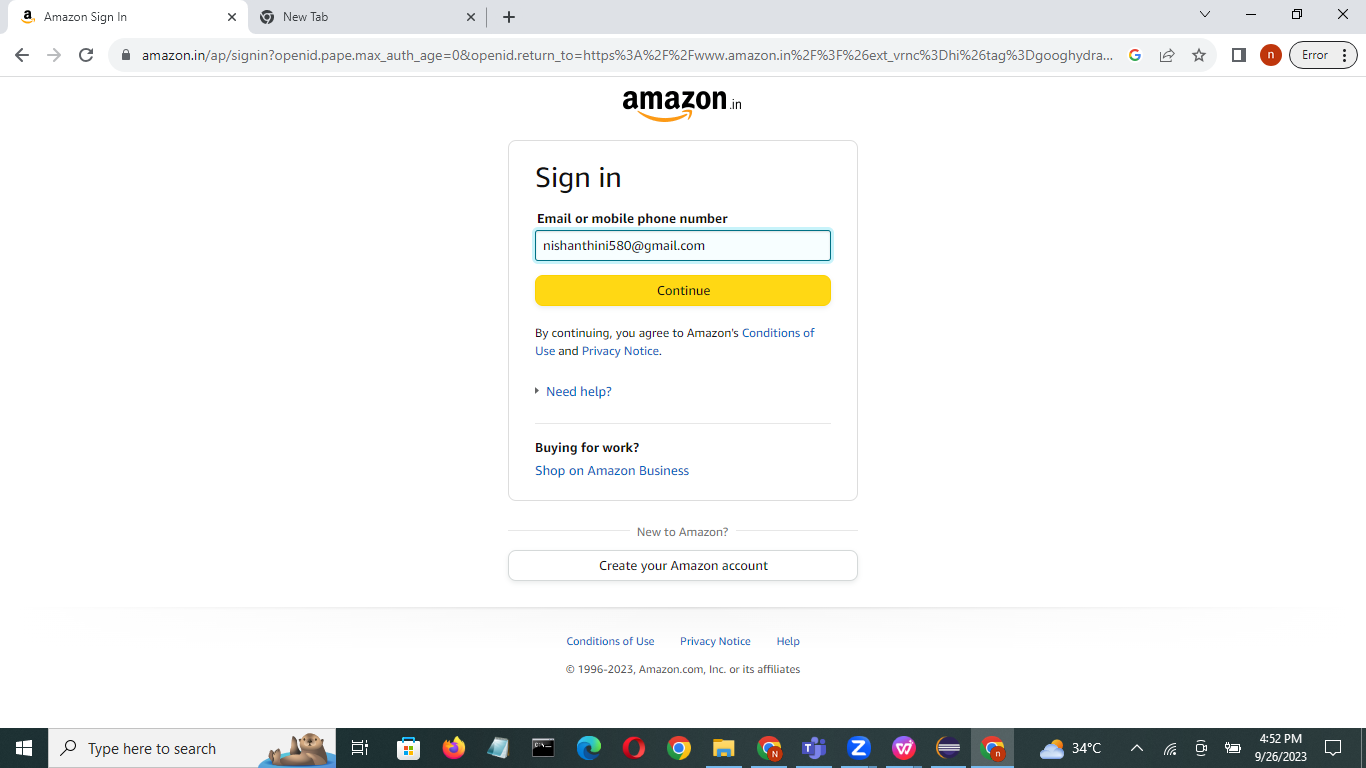 Amazon Sign In
New Tab
amazon.in/ap/signin?openid.pape.max_auth_age=0&openid.return_to=https%3A%2F%2Fwww.amazon.in%2F%3F%26ext_vrnc%3Dhi%26tag%3Dgooghydra...
n
Error
amazon.in
Sign in
Email or mobile phone number
nishanthini580@gmail.com
Continue
By continuing, you agree to Amazon's Conditions of
Use and Privacy Notice.
Need help?
Buying for work?
Shop on Amazon Business
New to Amazon?
Create your Amazon account
Conditions of Use Privacy Notice Help
© 1996-2023, Amazon.com, Inc. or its affiliates
Type here to search
34°C
4:52 PM
9/26/2023